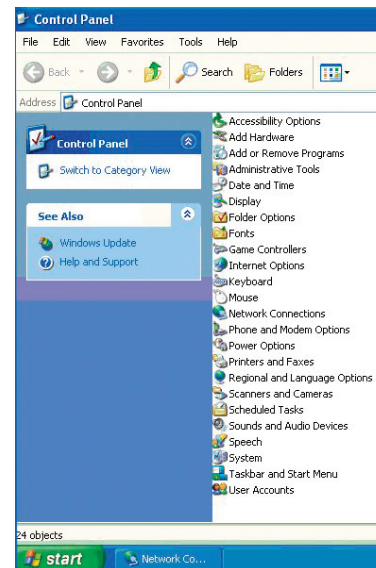 Control Panel
File Edit View Favorites Tools Help
Back Search Folders
Address Control Panel
Control Panel
Switch to Category View
See Also
Windows Update
Help and Support
Accessibility Options
Add Hardware
Add or Remove Programs
Administrative Tools
Date and Time
Display
Folder Options
Fonts
Game Controllers
Internet Options
Keyboard
Mouse
Network Connections
Phone and Modem Options
Power Options
Printers and Faxes
Regional and Language Options
Scanners and Cameras
Scheduled Tasks
Sounds and Audio Devices
Speech
System
Taskbar and Start Menu
User Accounts
24 objects
start Network Co...